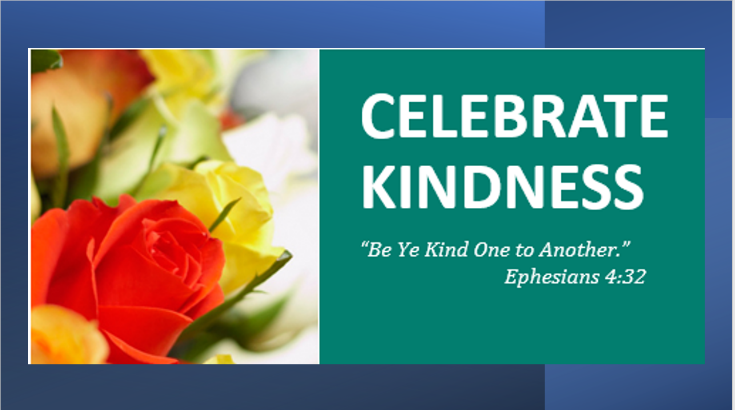 CELEBRATE
KINDNESS
“Be Ye Kind One to Another.”
Ephesians 4:32